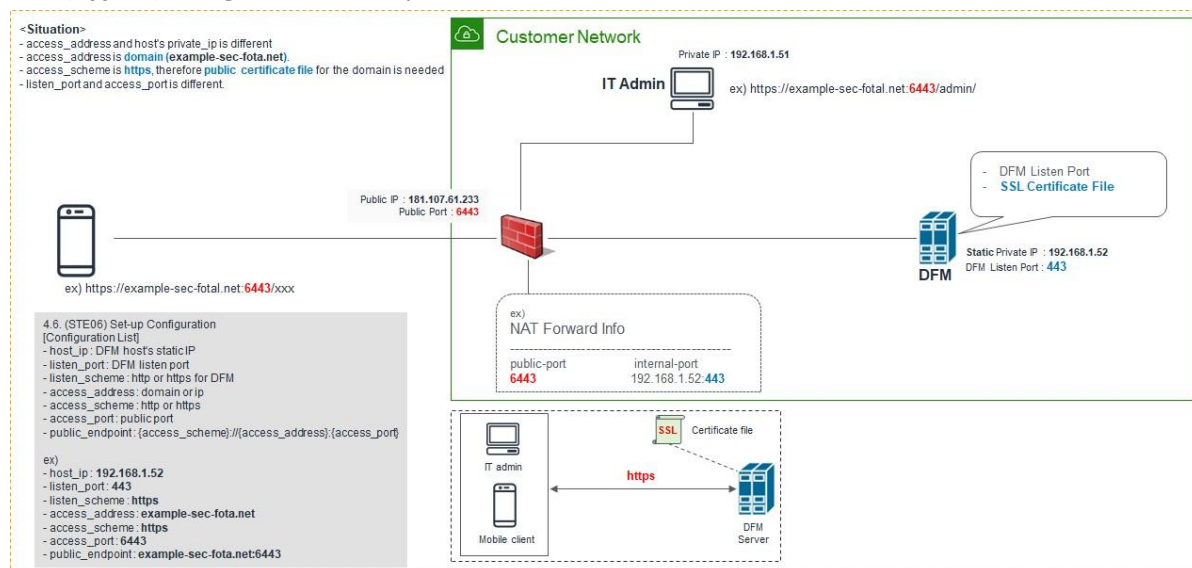 <Situation>
- access_address and host's private_ip is different
- access_address is domain (example-sec-fota.net).
- access_scheme is https, therefore public certificate file for the domain is needed
- listen_port and access_port is different.
Customer Network
Private IP : 192.168.1.51
IT Admin
ex) https://example-sec-fotal.net:6443/admin/
- DFM Listen Port
- SSL Certificate File
Public IP : 181.107.61.233
Public Port : 6443
Static Private IP : 192.168.1.52
DFM Listen Port : 443
DFM
ex) https://example-sec-fotal.net:6443/xxx
ex)
NAT Forward Info
public-port internal-port
6443 192.168.1.52:443
4.6. (STE06) Set-up Configuration
[Configuration List]
- host_ip : DFM host's static IP
- listen_port : DFM listen port
- listen_scheme : http or https for DFM
- access_address : domain or ip
- access_scheme : http or https
- access_port : public port
- public_endpoint : {access_scheme}://{access_address}:{access_port}
ex)
- host_ip : 192.168.1.52
- listen_port : 443
- listen_scheme : https
- access_address : example-sec-fota.net
- access_scheme : https
- access_port : 6443
- public_endpoint : example-sec-fota.net:6443
SSL Certificate file
IT admin
https
Mobile client
DFM
Server